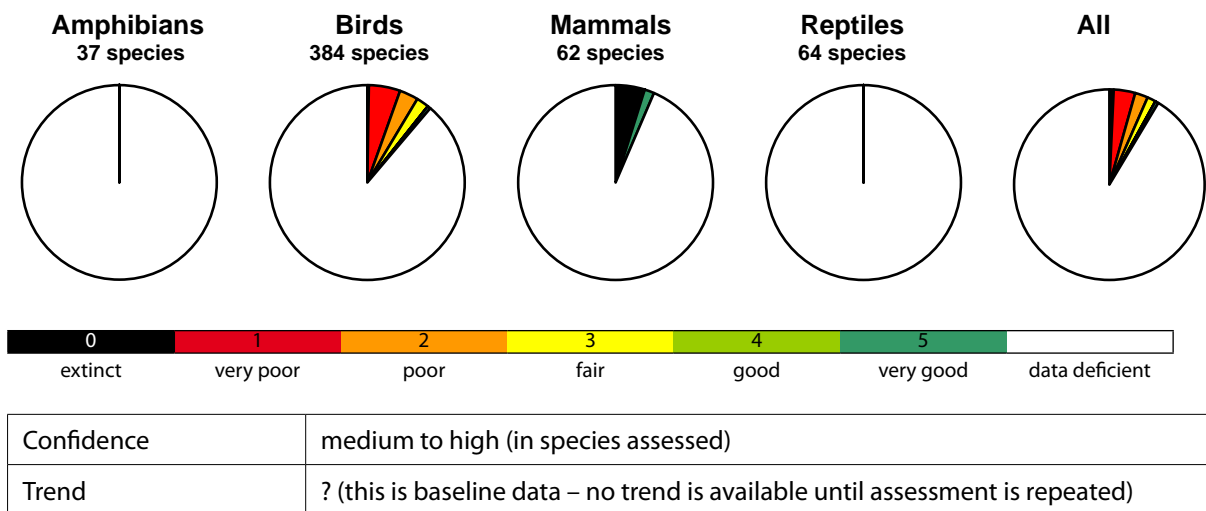 Amphibians
37 species
Birds
384 species
Mammals
62 species
Reptiles
64 species
All
0 1 2 3 4 5
extinct very poor poor fair good very good data deficient
Confidence medium to high (in species assessed)
Trend ? (this is baseline data – no trend is available until assessment is repeated)